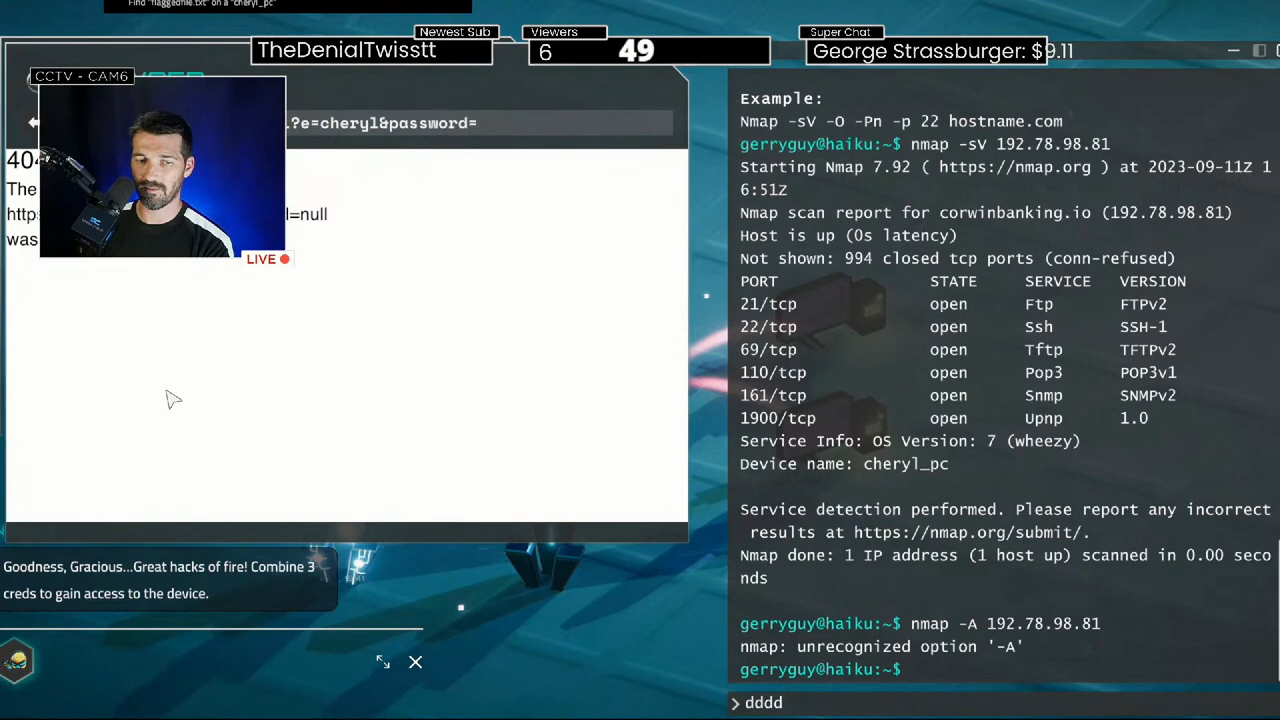 Find "flaggedfile.txt" on a "cheryl_pc"
Newest Sub
TheDenialTwisstt
Viewers
6
49
Super Chat
George Strassburger: $9.11
CCTV - CAM6
?e=cheryl&password=
404
The
http
l=null
was
LIVE
Goodness, Gracious...Great hacks of fire! Combine 3
creds to gain access to the device.
Example:
Nmap -sV -O -Pn -p 22 hostname.com
gerryguy@haiku:~$ nmap -sV 192.78.98.81
Starting Nmap 7.92 ( https://nmap.org ) at 2023-09-11Z 1
6:51Z
Nmap scan report for corwinbanking.io (192.78.98.81)
Host is up (0s latency)
Not shown: 994 closed tcp ports (conn-refused)
PORT STATE SERVICE VERSION
21/tcp open Ftp FTPv2
22/tcp open Ssh SSH-1
69/tcp open Tftp TFTPv2
110/tcp open Pop3 POP3v1
161/tcp open Snmp SNMPv2
1900/tcp open Upnp 1.0
Service Info: OS Version: 7 (wheezy)
Device name: cheryl_pc
Service detection performed. Please report any incorrect
results at https://nmap.org/submit/.
Nmap done: 1 IP address (1 host up) scanned in 0.00 seco
nds
gerryguy@haiku:~$ nmap -A 192.78.98.81
nmap: unrecognized option '-A'
gerryguy@haiku:~$
> dddd